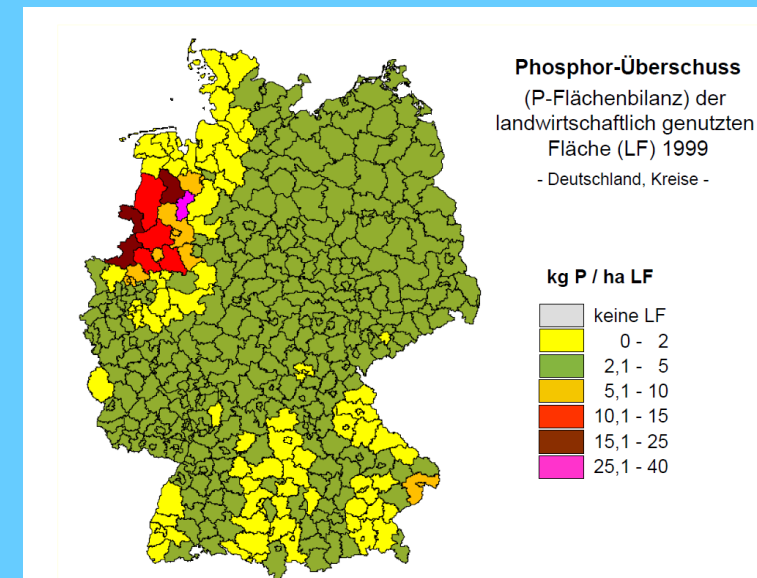 Phosphor-Überschuss
(P-Flächenbilanz) der
landwirtschaftlich genutzten
Fläche (LF) 1999
- Deutschland, Kreise -
kg P / ha LF
keine LF
0 - 2
2,1 - 5
5,1 - 10
10,1 - 15
15,1 - 25
25,1 - 40